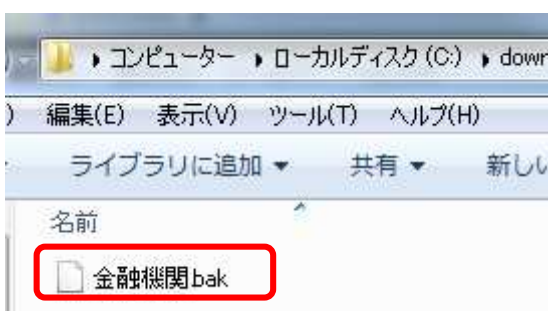 コンピューター ▸ ローカルディスク (C:) ▸ down
) 編集(E) 表示(V) ツール(T) ヘルプ(H)
ライブラリに追加 ▼ 共有 ▼ 新しい
名前
金融機関.bak